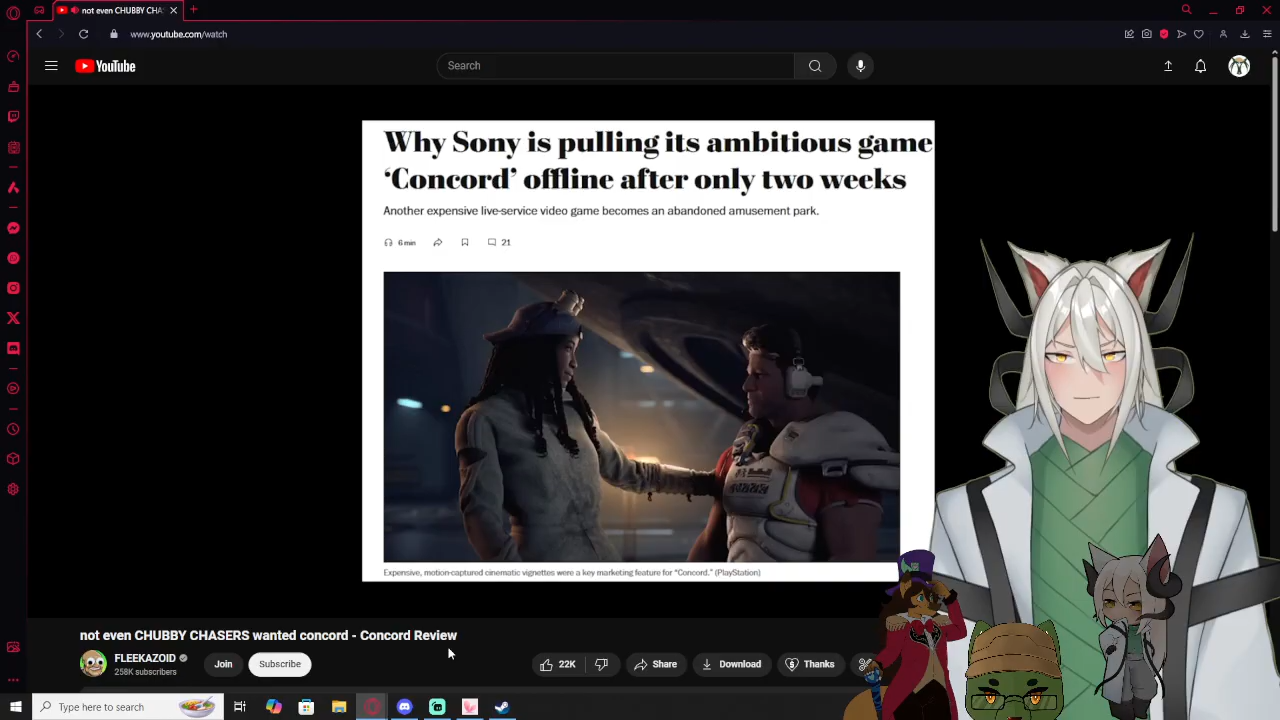 not even CHUBBY CHA
www.youtube.com/watch
YouTube
Search
Why Sony is pulling its ambitious game
‘Concord’ offline after only two weeks
Another expensive live-service video game becomes an abandoned amusement park.
6 min
21
Expensive, motion-captured cinematic vignettes were a key marketing feature for “Concord.” (PlayStation)
not even CHUBBY CHASERS wanted concord - Concord Review
FLEEKAZOID
258K subscribers
Join
Subscribe
22K
Share
Download
Thanks
Type here to search